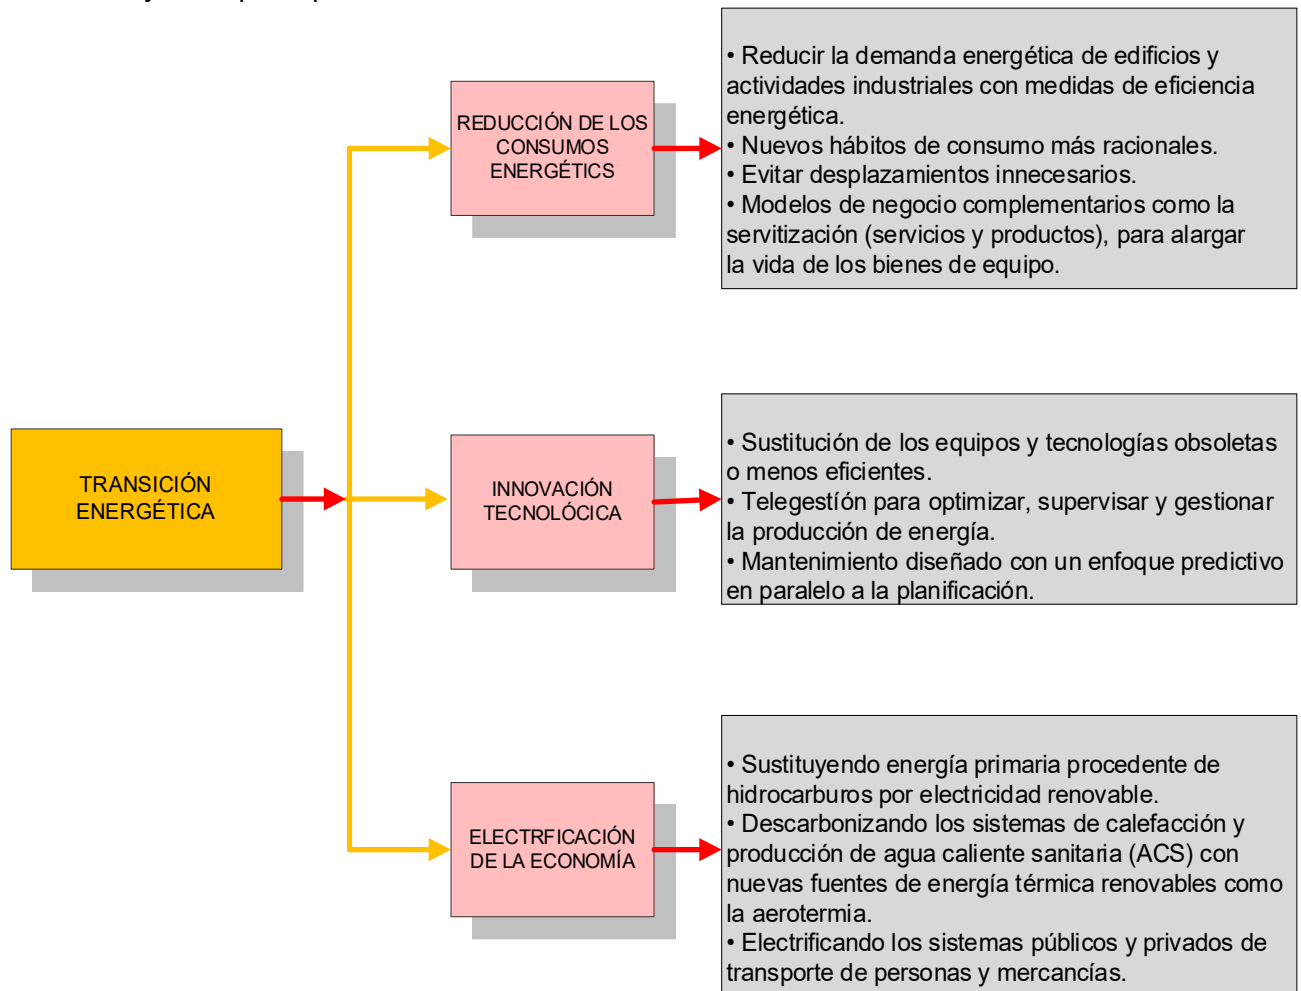 • Reducir la demanda energética de edificios y
actividades industriales con medidas de eficiencia
energética.
• Nuevos hábitos de consumo más racionales.
• Evitar desplazamientos innecesarios.
• Modelos de negocio complementarios como la
servitización (servicios y productos), para alargar
la vida de los bienes de equipo.
REDUCCIÓN DE LOS
CONSUMOS
ENERGÉTICS
TRANSICIÓN
ENERGÉTICA
INNOVACIÓN
TECNOLÓCICA
• Sustitución de los equipos y tecnologías obsoletas
o menos eficientes.
• Telegestíón para optimizar, supervisar y gestionar
la producción de energía.
• Mantenimiento diseñado con un enfoque predictivo
en paralelo a la planificación.
ELECTRFICACIÓN
DE LA ECONOMÍA
• Sustituyendo energía primaria procedente de
hidrocarburos por electricidad renovable.
• Descarbonizando los sistemas de calefacción y
producción de agua caliente sanitaria (ACS) con
nuevas fuentes de energía térmica renovables como
la aerotermia.
• Electrificando los sistemas públicos y privados de
transporte de personas y mercancías.